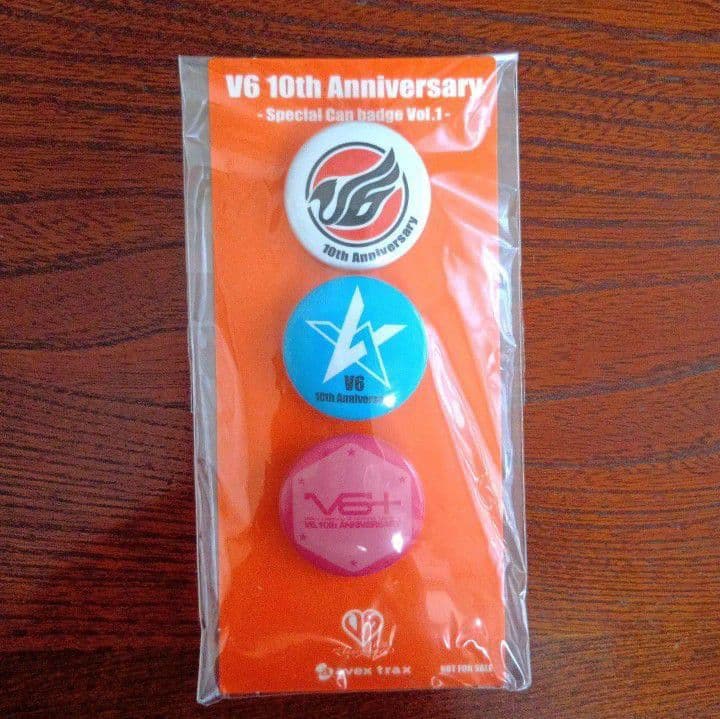 V6 10th Anniversary
- Special Can badge Vol.1 -
V6
10th Anniversary
V6
10th Anniversary
V6+
V6. 10th ANNIVERSARY
avex trax
NOT FOR SALE